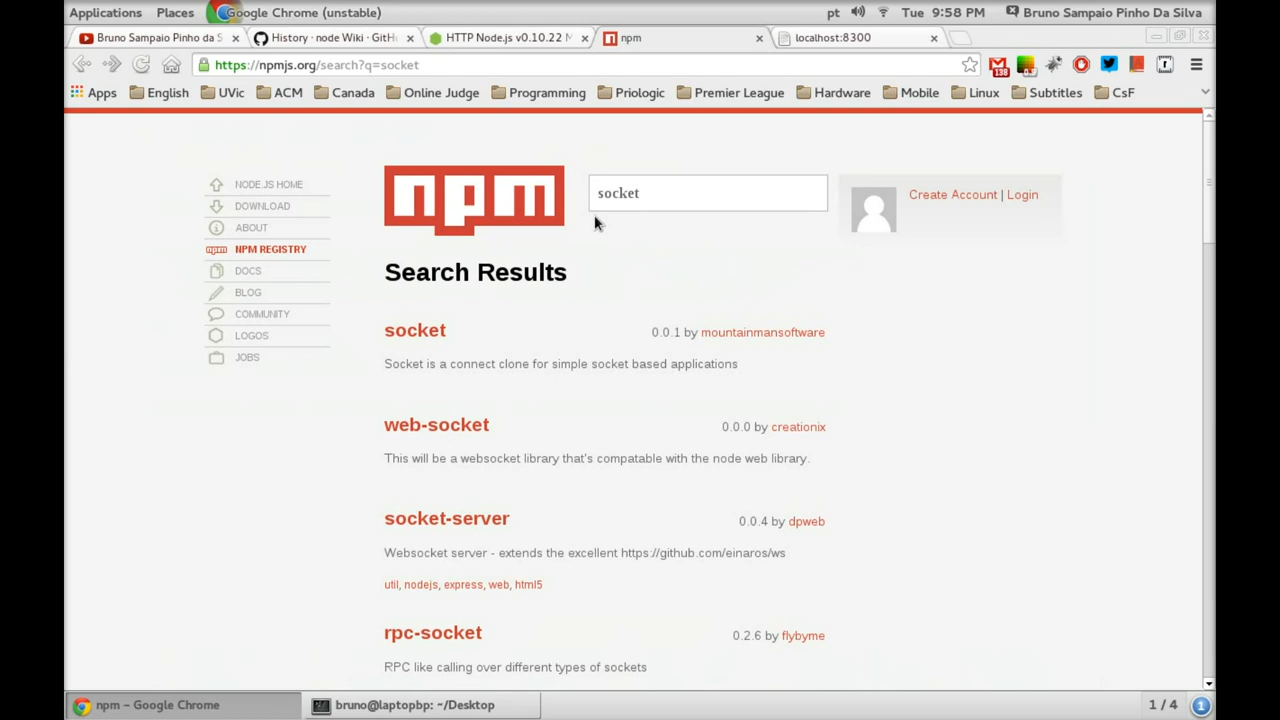 Applications Places Google Chrome (unstable) pt Tue 9:58 PM Bruno Sampaio Pinho Da Silva
Bruno Sampaio Pinho da S × History · node Wiki · GitHu × HTTP Node.js v0.10.22 M × npm × localhost:8300 ×
https://npmjs.org/search?q=socket 138 0.3
Apps English UVic ACM Canada Online Judge Programming Priologic Premier League Hardware Mobile Linux Subtitles CsF
npm
socket
Create Account | Login
NODE.JS HOME
DOWNLOAD
ABOUT
npm NPM REGISTRY
DOCS
BLOG
COMMUNITY
LOGOS
JOBS
Search Results
socket 0.0.1 by mountainmansoftware
Socket is a connect clone for simple socket based applications
web-socket 0.0.0 by creationix
This will be a websocket library that's compatable with the node web library.
socket-server 0.0.4 by dpweb
Websocket server - extends the excellent https://github.com/einaros/ws
util, nodejs, express, web, html5
rpc-socket 0.2.6 by flybyme
RPC like calling over different types of sockets
npm – Google Chrome bruno@laptopbp: ~/Desktop 1 / 4 1